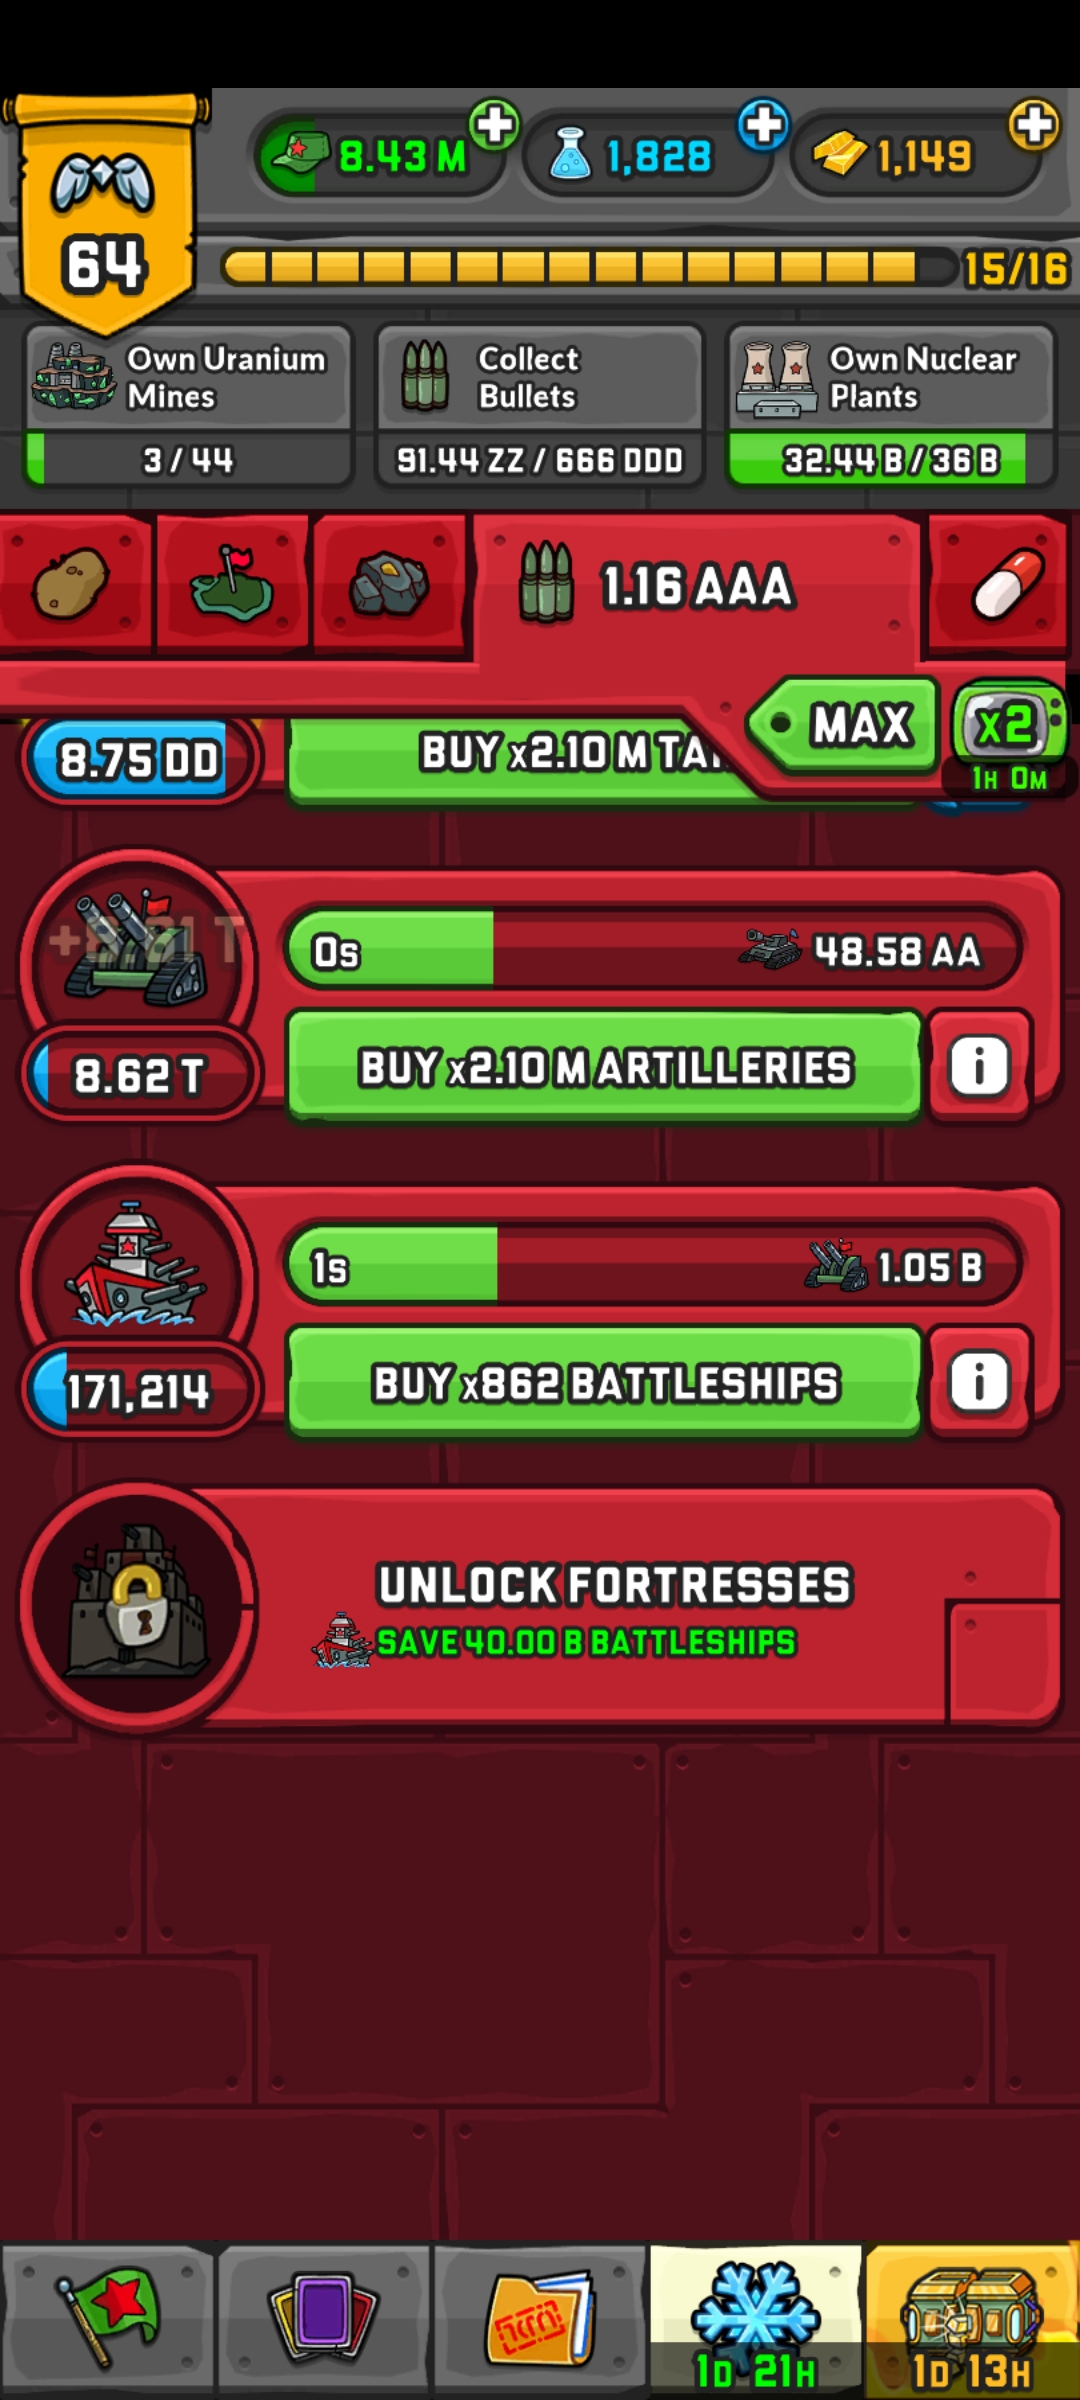 8.43 M
1,828
1,149
64
15/16
Own Uranium
Mines
3 / 44
Collect
Bullets
91.44 ZZ / 666 DDD
Own Nuclear
Plants
32.44 B / 36 B
1.16 AAA
MAX
x2
1H 0M
8.75 DD
BUY x2.10 M
0s
48.58 AA
8.62 T
BUY x2.10 M ARTILLERIES
i
1s
1.05 B
171,214
BUY x862 BATTLESHIPS
i
UNLOCK FORTRESSES
SAVE 40.00 B BATTLESHIPS
1D 21H
1D 13H